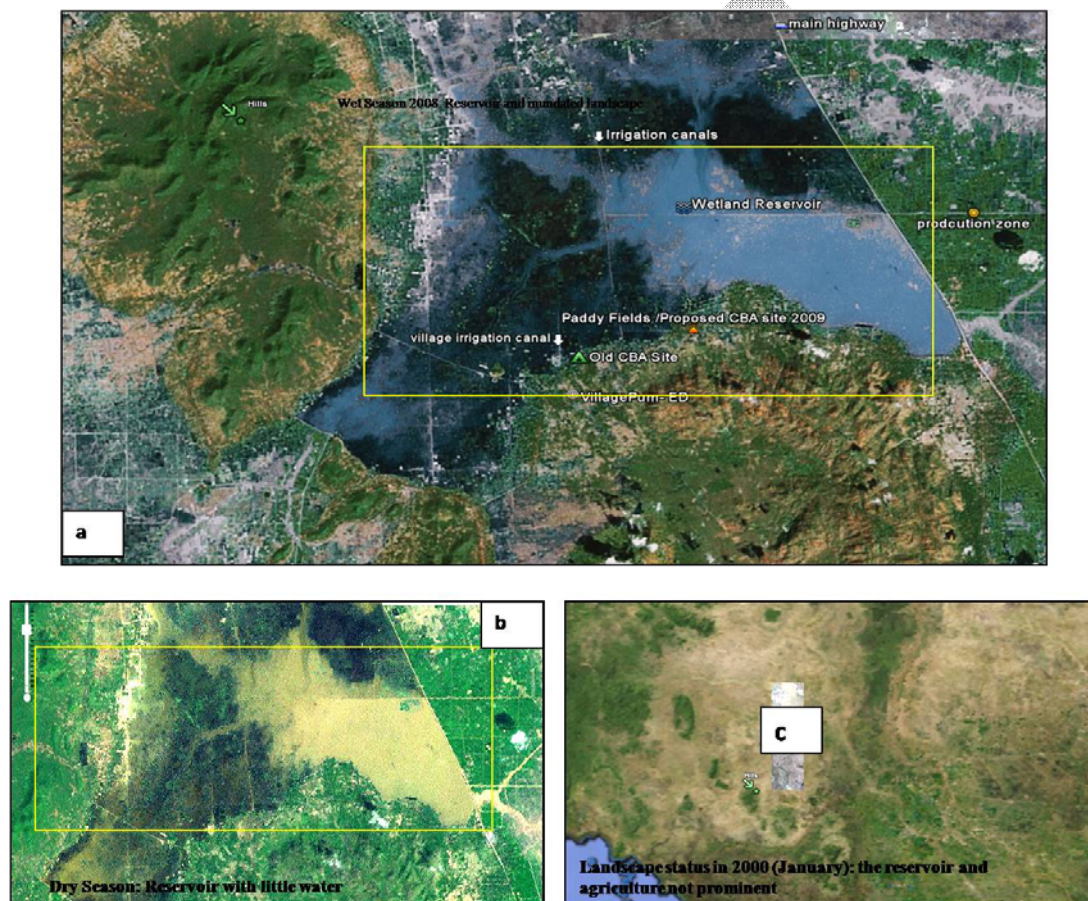 main highway
Hills
Wet Season 2008 Reservoir and inundated landscape
Irrigation canals
Wetland Reservoir
prodcution zone
Paddy Fields /Proposed CBA site 2009
village irrigation canal
Old CBA Site
VillagePum- ED
a
b
Dry Season: Reservoir with little water
c
Hills
Landscape status in 2000 (January): the reservoir and
agriculture not prominent